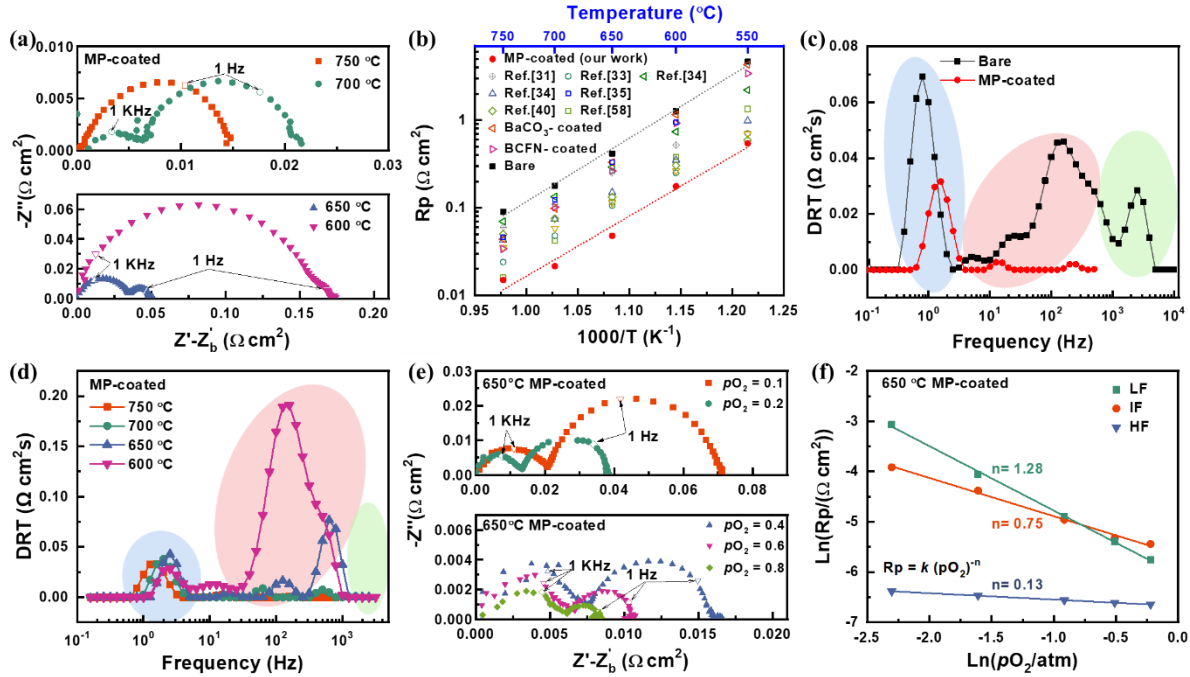 (a)
MP-coated
750 °C
700 °C
1 Hz
1 KHz
-0.010
-0.005
0.000
0.00
0.01
0.02
0.03
650 °C
600 °C
1 KHz
1 Hz
0.06
0.04
0.02
0.00
0.00
0.05
0.10
0.15
0.20
-Z''(Ω cm²)
Z'-Z'b (Ω cm²)
(b)
Temperature (°C)
750 700 650 600 550
MP-coated (our work)
Ref.[31] Ref.[33] Ref.[34]
Ref.[34] Ref.[35]
Ref.[40] Ref.[58]
BaCO₃- coated
BCFN- coated
Bare
Rp (Ω cm²)
1
0.1
0.01
0.95 1.00 1.05 1.10 1.15 1.20 1.25
1000/T (K⁻¹)
(c)
Bare
MP-coated
DRT (Ω cm²s)
0.08
0.06
0.04
0.02
0.00
10⁻¹ 10⁰ 10¹ 10² 10³ 10⁴
Frequency (Hz)
(d)
MP-coated
750 °C
700 °C
650 °C
600 °C
DRT (Ω cm²s)
0.20
0.15
0.10
0.05
0.00
10⁻¹ 10⁰ 10¹ 10² 10³
Frequency (Hz)
(e)
650°C MP-coated
pO₂ = 0.1
pO₂ = 0.2
1 KHz
1 Hz
0.03
0.02
0.01
0.00
0.00 0.02 0.04 0.06 0.08
650°C MP-coated
pO₂ = 0.4
pO₂ = 0.6
pO₂ = 0.8
1 KHz
1 Hz
0.008
0.006
0.004
0.002
0.000
0.000 0.005 0.010 0.015 0.020
-Z''(Ω cm²)
Z'-Z'b (Ω cm²)
(f)
650 °C MP-coated
LF
IF
HF
n= 1.28
n= 0.75
Rp = k (pO₂)⁻ⁿ
n= 0.13
Ln(Rp/(Ω cm²))
-2
-3
-4
-5
-6
-7
-2.5 -2.0 -1.5 -1.0 -0.5 0.0
Ln(pO₂/atm)